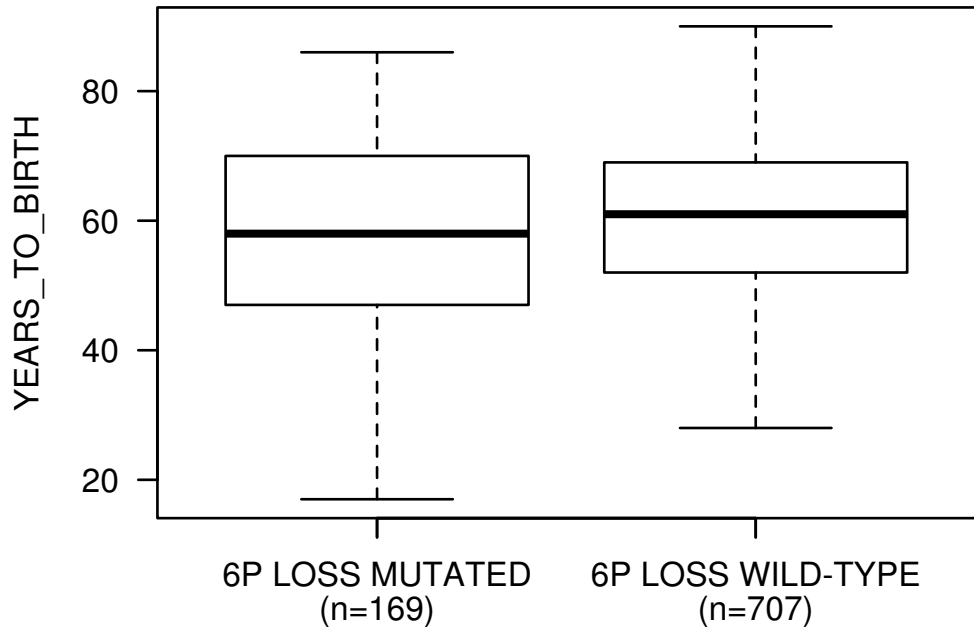 YEARS_TO_BIRTH
80
60
40
20
6P LOSS MUTATED
(n=169)
6P LOSS WILD-TYPE
(n=707)